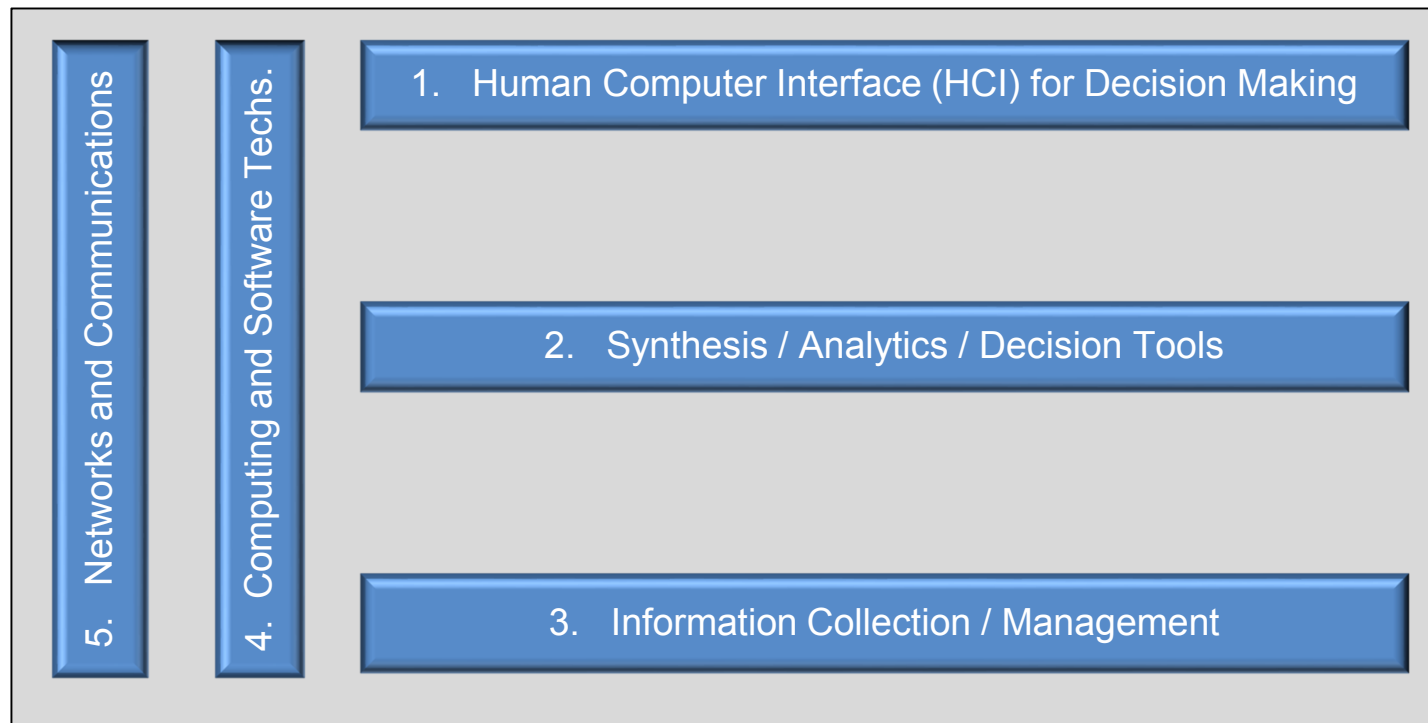 1. Human Computer Interface (HCI) for Decision Making
2. Synthesis / Analytics / Decision Tools
3. Information Collection / Management
4. Computing and Software Techs.
5. Networks and Communications